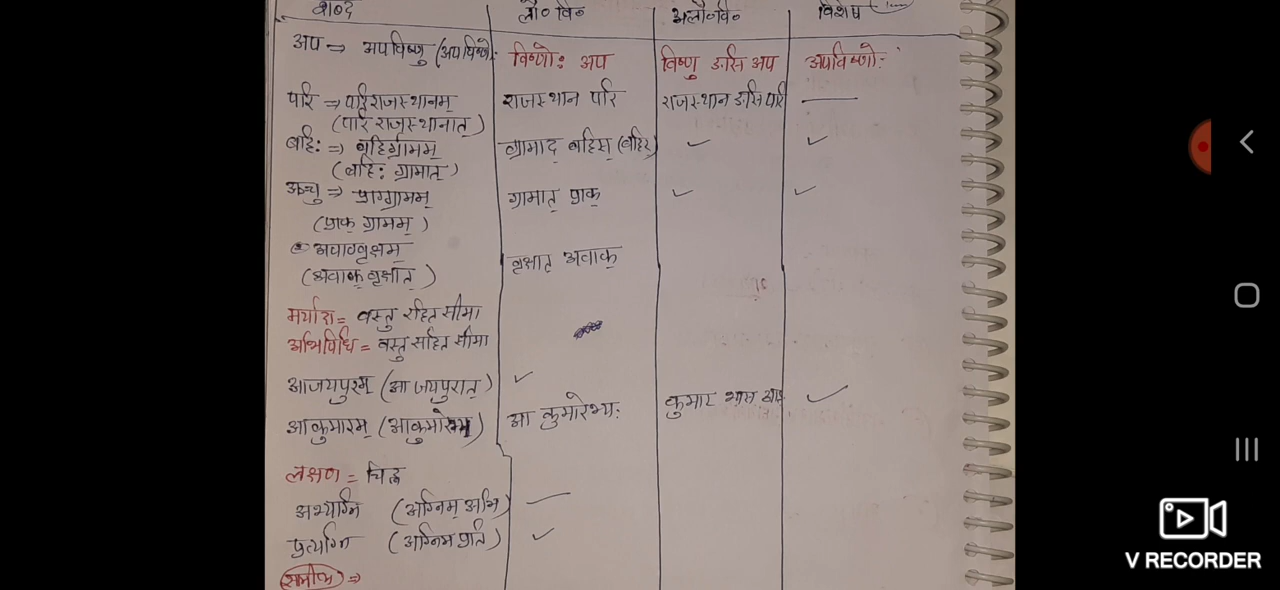 शब्द लौ० वि० अलौ०वि० विशेष
अप ⇒ अपविष्णु (अपविष्णोः विष्णोः अप विष्णु ङसि अप अपविष्णोः
परि ⇒ परिराजस्थानम् राजस्थान परि राजस्थान ङसि परि —
(परि राजस्थानात्)
बहिः ⇒ बहिर्ग्रामम् ग्रामाद् बहिस् (बहिर्) ✓ ✓
(बहिः ग्रामात्)
अञ्चु ⇒ प्राग्ग्रामम् ग्रामात् प्राक् ✓ ✓
(प्राक् ग्रामम्)
अवाग्वृक्षम् वृक्षात् अवाक्
(अवाक् वृक्षात्)
मर्यादा = वस्तु रहित सीमा
अभिविधि = वस्तु सहित सीमा
आजयपुरम् (आ जयपुरात्) ✓
आकुमारम् (आकुमारेभ्य) आ कुमारेभ्यः कुमार भ्यस् आङ् ✓
लक्षण = चिह्न
अभ्यग्नि (अग्निम् अभि) —
प्रत्यग्नि (अग्निम प्रति) ✓
V RECORDER